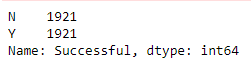 N    1921
Y    1921
Name: Successful, dtype: int64